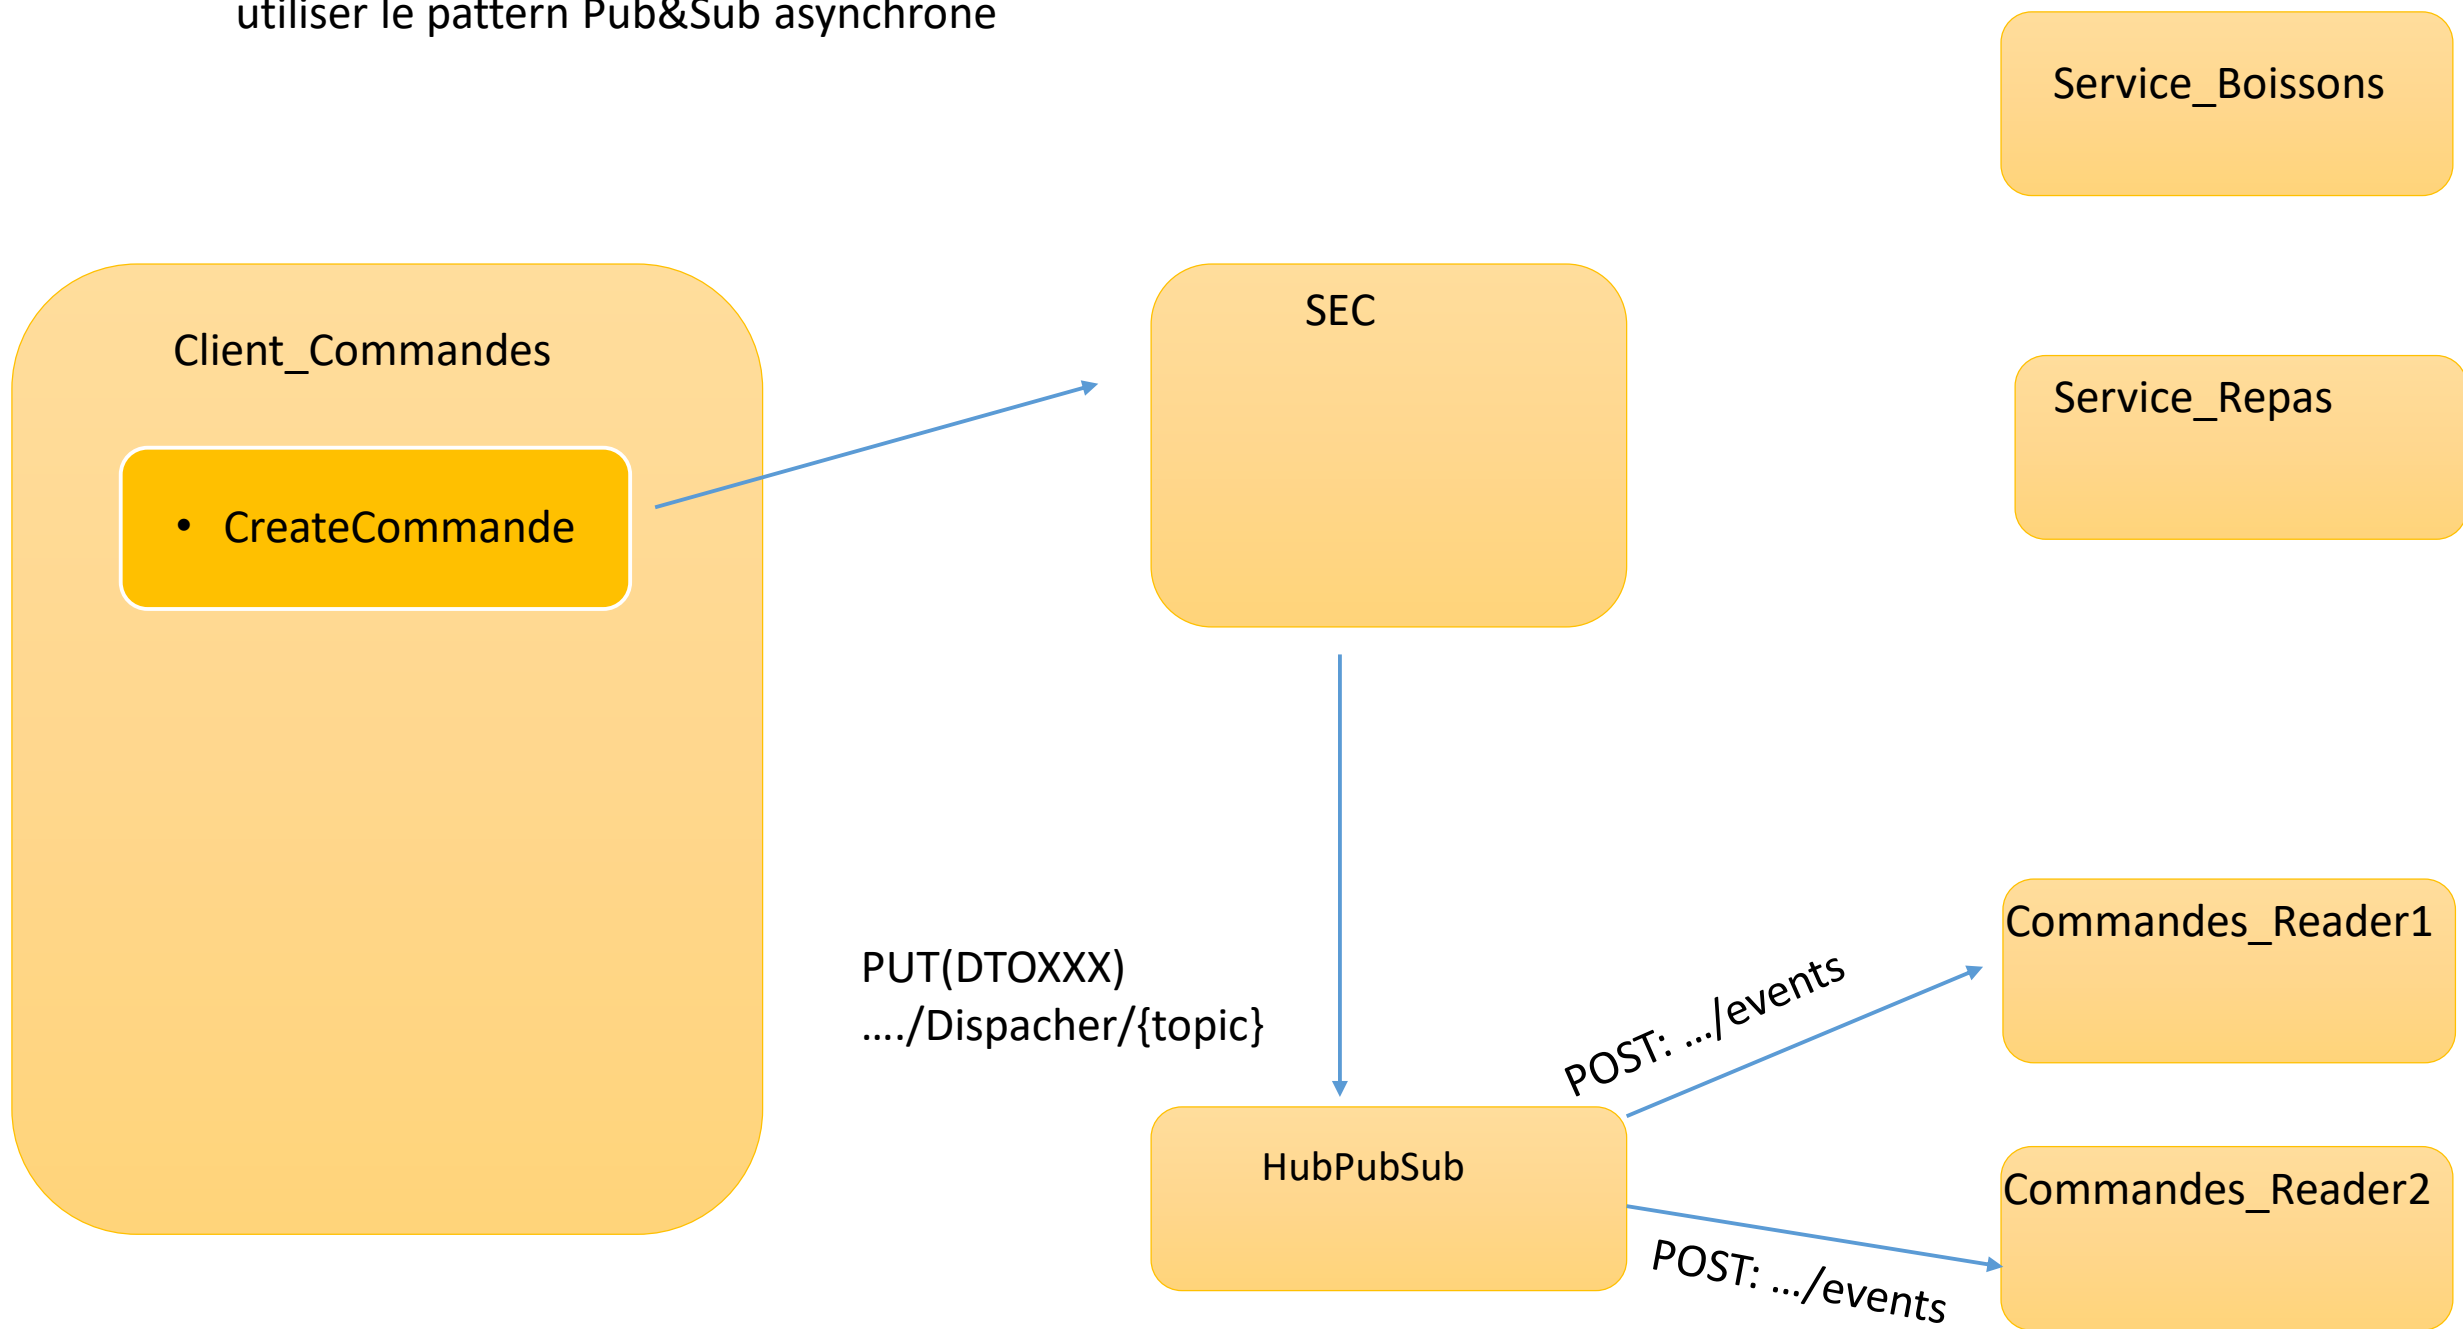 utiliser le pattern Pub&Sub asynchrone
Service_Boissons
SEC
Client_Commandes
Service_Repas
• CreateCommande
Commandes_Reader1
PUT(DTOXXX)
…./Dispacher/{topic}
POST: …/events
HubPubSub
Commandes_Reader2
POST: …/events